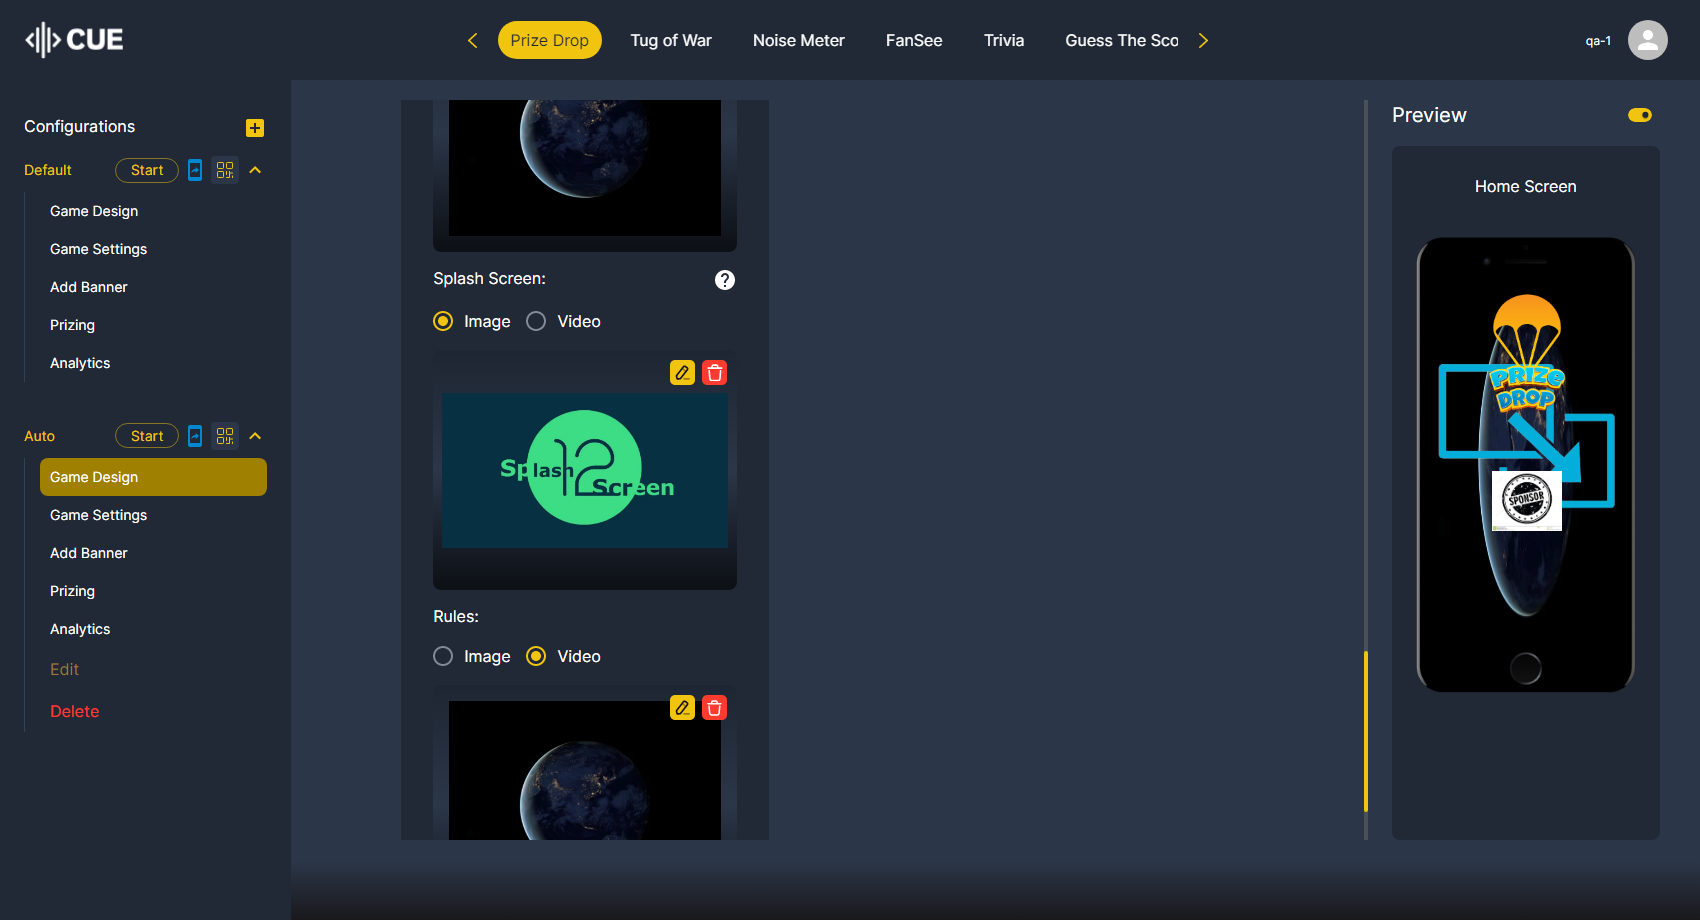 CUE
Prize Drop
Tug of War
Noise Meter
FanSee
Trivia
Guess The Sco
qa-1
Configurations
Default
Start
Game Design
Game Settings
Add Banner
Prizing
Analytics
Auto
Start
Game Design
Game Settings
Add Banner
Prizing
Analytics
Edit
Delete
Splash Screen:
Image
Video
12
Splash
Screen
Rules:
Image
Video
Preview
Home Screen
PRIZE
DROP
SPONSOR